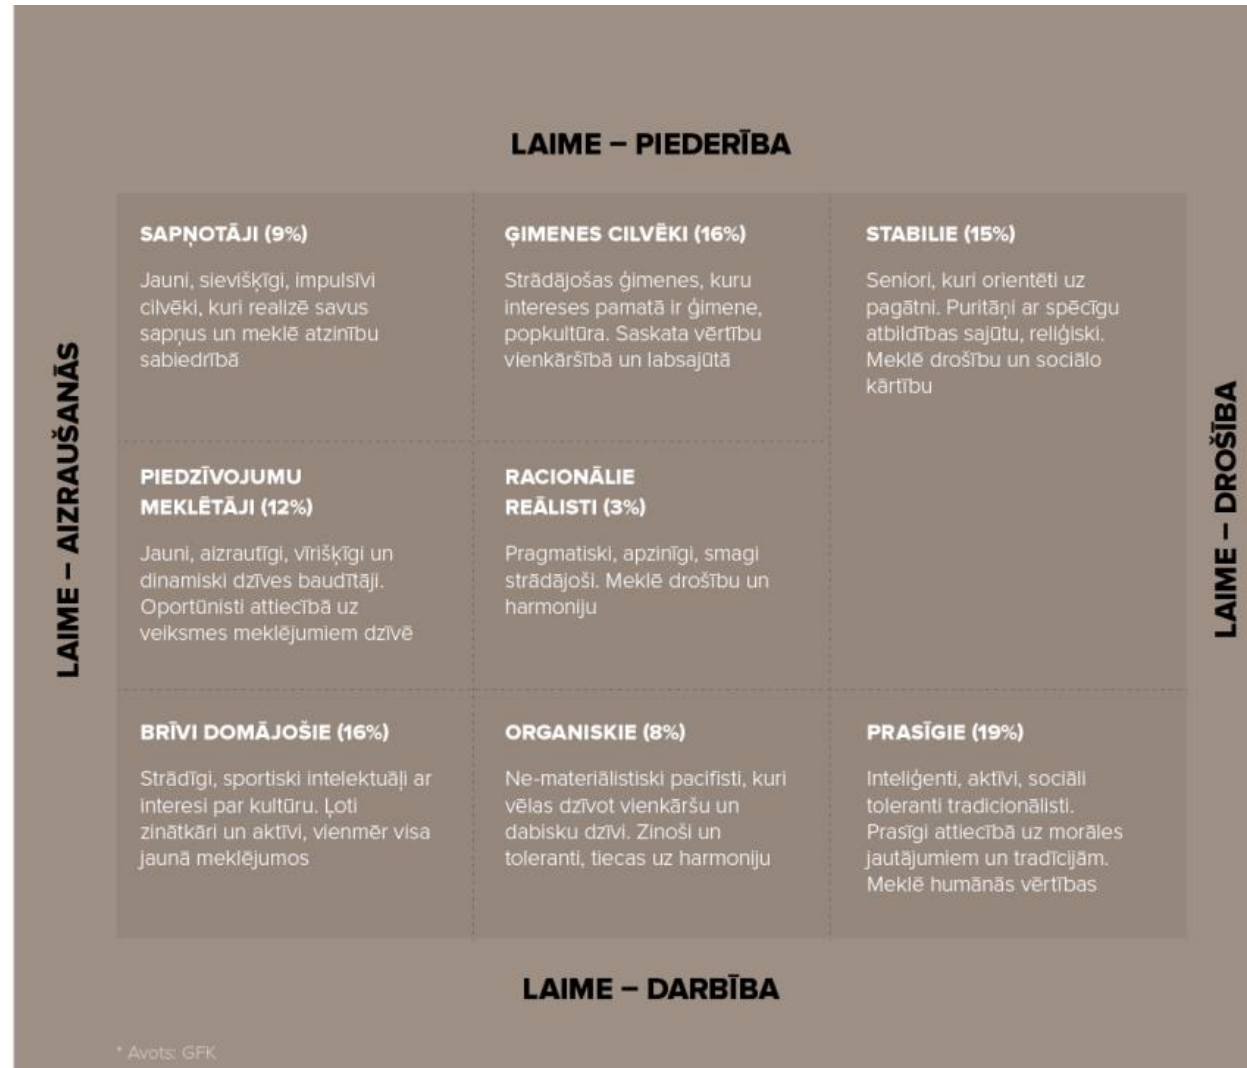 LAIME – PIEDERĪBA
LAIME – AIZRAUŠANĀS
SAPŅOTĀJI (9%)
Jauni, sievišķīgi, impulsīvi
cilvēki, kuri realizē savus
sapņus un meklē atzinību
sabiedrībā
ĢIMENES CILVĒKI (16%)
Strādājošas ģimenes, kuru
intereses pamatā ir ģimene,
popkultūra. Saskata vērtību
vienkāršībā un labsajūtā
STABILIE (15%)
Seniori, kuri orientēti uz
pagātni. Puritāņi ar spēcīgu
atbildības sajūtu, reliģiski.
Meklē drošību un sociālo
kārtību
PIEDZĪVOJUMU
MEKLĒTĀJI (12%)
Jauni, aizrautīgi, vīrišķīgi un
dinamiski dzīves baudītāji.
Oportūnisti attiecībā uz
veiksmes meklējumiem dzīvē
RACIONĀLIE
REĀLISTI (3%)
Pragmatiski, apzinīgi, smagi
strādājoši. Meklē drošību un
harmoniju
BRĪVI DOMĀJOŠIE (16%)
Strādīgi, sportiski intelektuāļi ar
interesi par kultūru. Ļoti
zinātkāri un aktīvi, vienmēr visa
jaunā meklējumos
ORGANISKIE (8%)
Ne-materiālistiski pacifisti, kuri
vēlas dzīvot vienkāršu un
dabisku dzīvi. Zinoši un
toleranti, tiecas uz harmoniju
PRASĪGIE (19%)
Inteliģenti, aktīvi, sociāli
toleranti tradicionālisti.
Prasīgi attiecībā uz morāles
jautājumiem un tradīcijām.
Meklē humānās vērtības
LAIME – DROŠĪBA
LAIME – DARBĪBA
* Avots: GFK